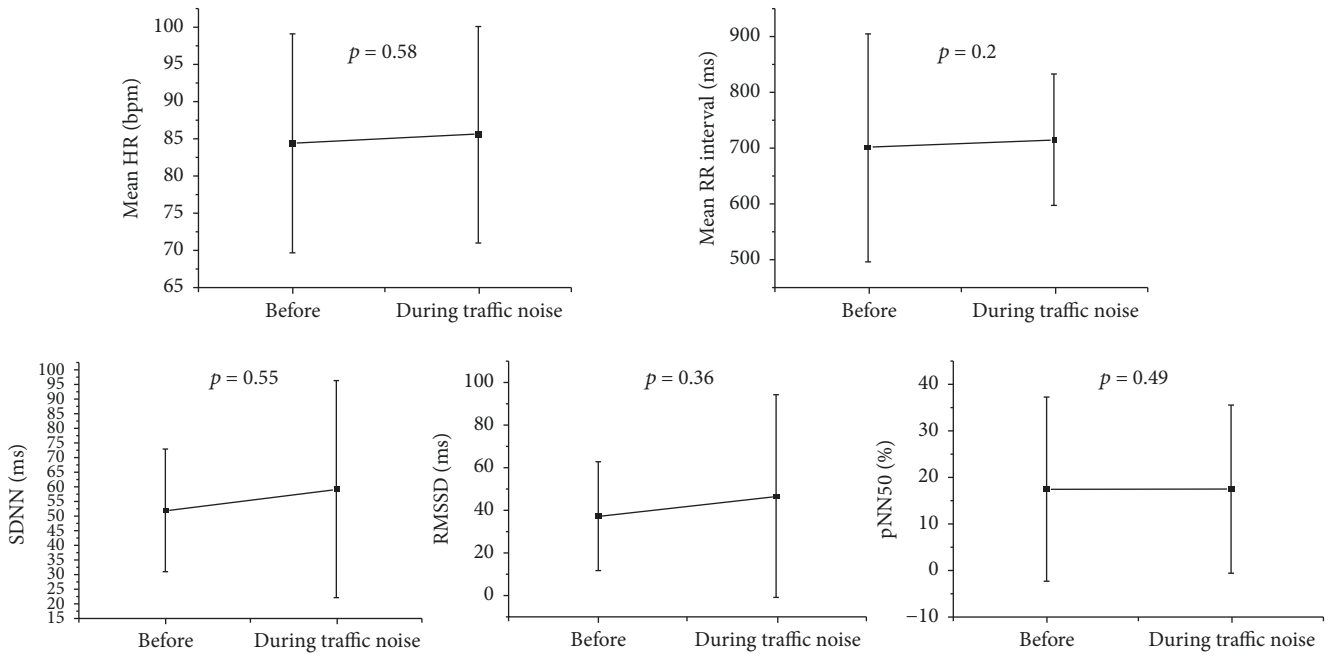 Mean HR (bpm)
100
95
90
85
80
75
70
65
p = 0.58
Before
During traffic noise
Mean RR interval (ms)
900
800
700
600
500
p = 0.2
Before
During traffic noise
SDNN (ms)
100
95
90
85
80
75
70
65
60
55
50
45
40
35
30
25
20
15
p = 0.55
Before
During traffic noise
RMSSD (ms)
100
80
60
40
20
0
p = 0.36
Before
During traffic noise
pNN50 (%)
40
30
20
10
0
−10
p = 0.49
Before
During traffic noise